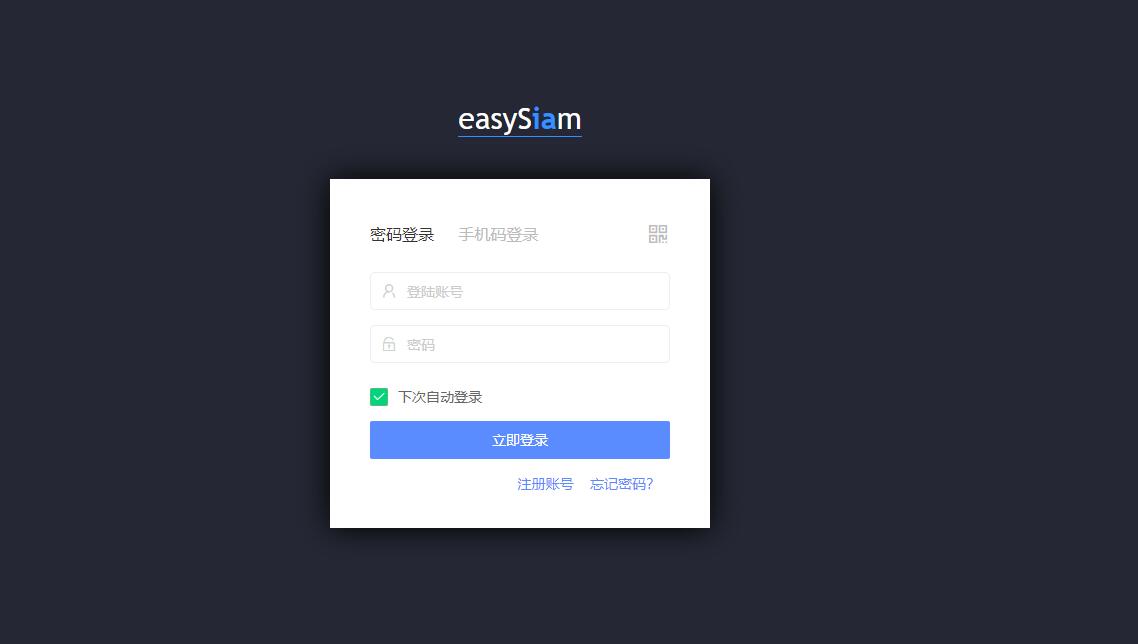 easySiam
密码登录 手机码登录
登陆账号
密码
下次自动登录
立即登录
注册账号 忘记密码?